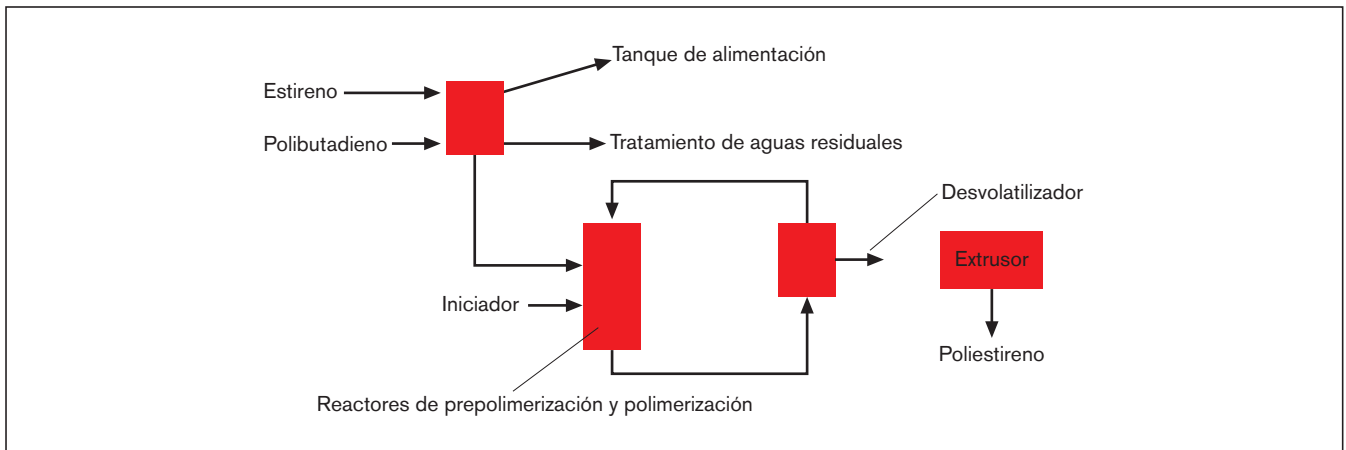 Tanque de alimentación
Estireno
Polibutadieno
Tratamiento de aguas residuales
Desvolatilizador
Extrusor
Iniciador
Poliestireno
Reactores de prepolimerización y polimerización